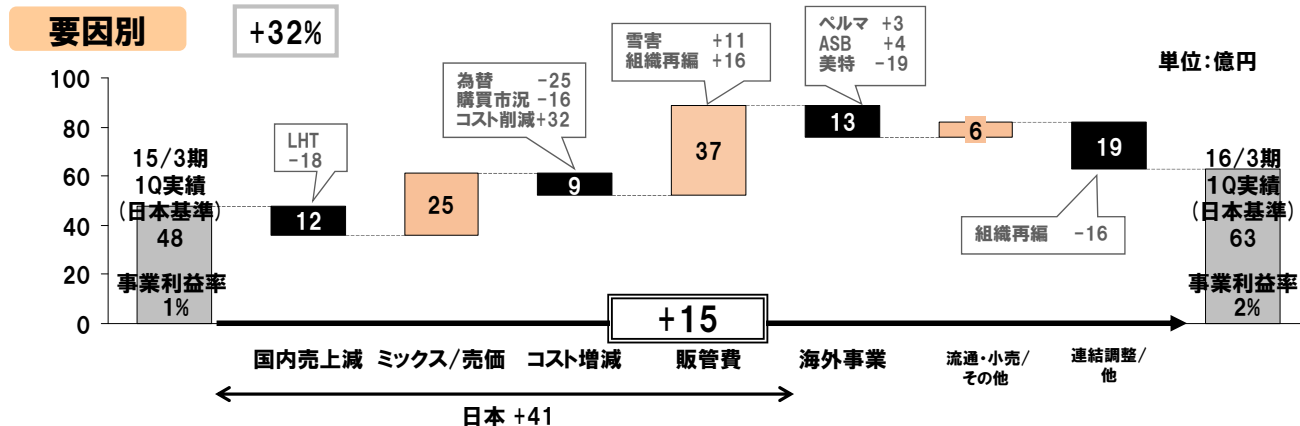 要因別
+32%
単位:億円
100
80
60
40
20
0
15/3期
1Q実績
(日本基準)
48
事業利益率
1%
LHT
-18
12
25
為替 -25
購買市況 -16
コスト削減+32
9
雪害 +11
組織再編 +16
37
ペルマ +3
ASB +4
美特 -19
13
6
19
組織再編 -16
16/3期
1Q実績
(日本基準)
63
事業利益率
2%
+15
国内売上減
ミックス/売価
コスト増減
販管費
海外事業
流通・小売/
その他
連結調整/
他
日本 +41